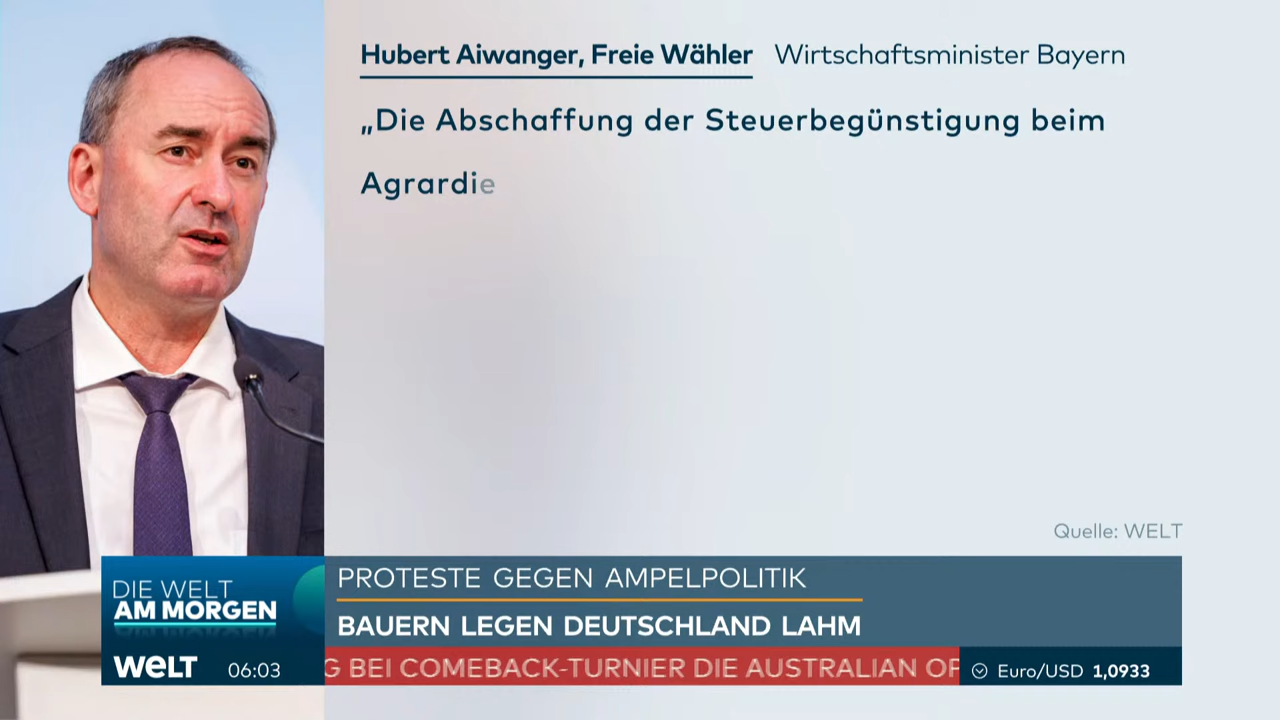 Hubert Aiwanger, Freie Wähler Wirtschaftsminister Bayern
„Die Abschaffung der Steuerbegünstigung beim
Agrardie
Quelle: WELT
DIE WELT
AM MORGEN
PROTESTE GEGEN AMPELPOLITIK
BAUERN LEGEN DEUTSCHLAND LAHM
WELT 06:03
G BEI COMEBACK-TURNIER DIE AUSTRALIAN OP
Euro/USD 1,0933